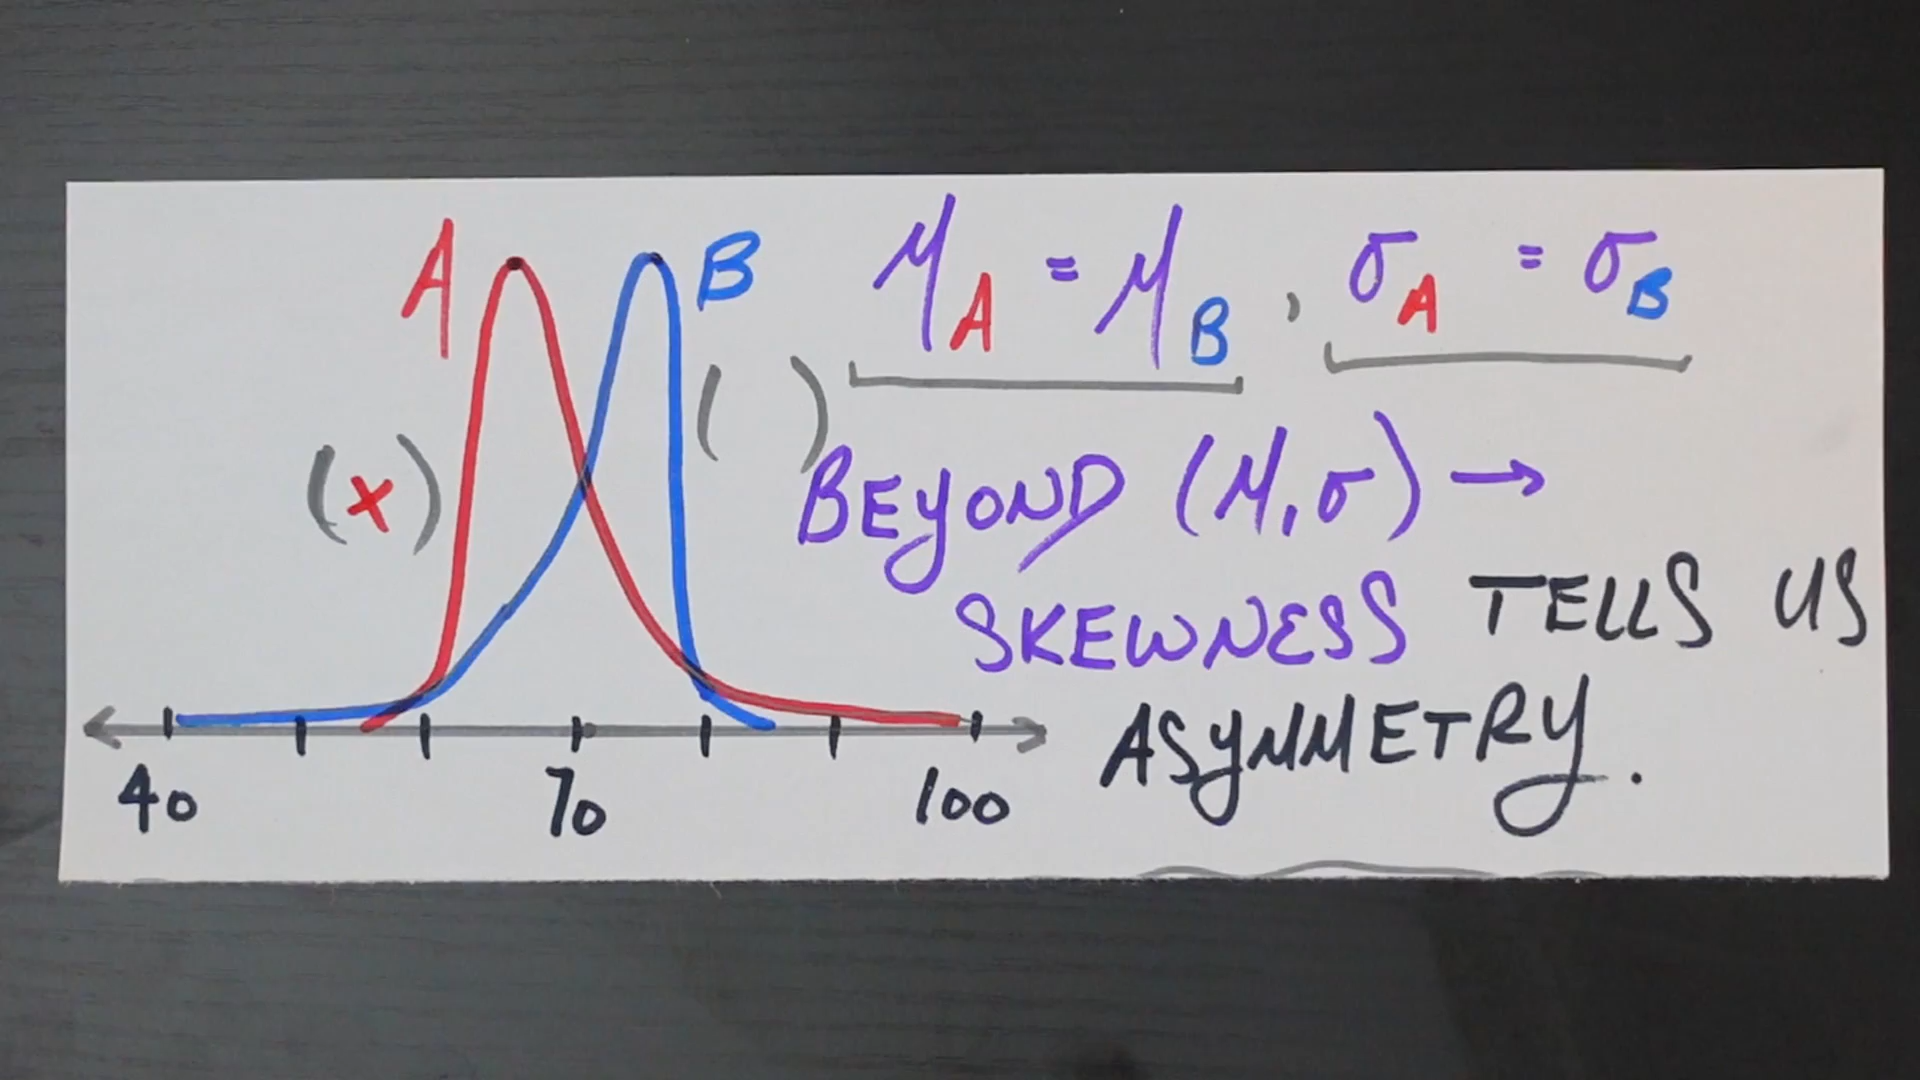 A
B
μA = μB , σA = σB
(x)
( )
BEYOND (μ,σ) →
SKEWNESS TELLS US
ASYMMETRY.
40 70 100